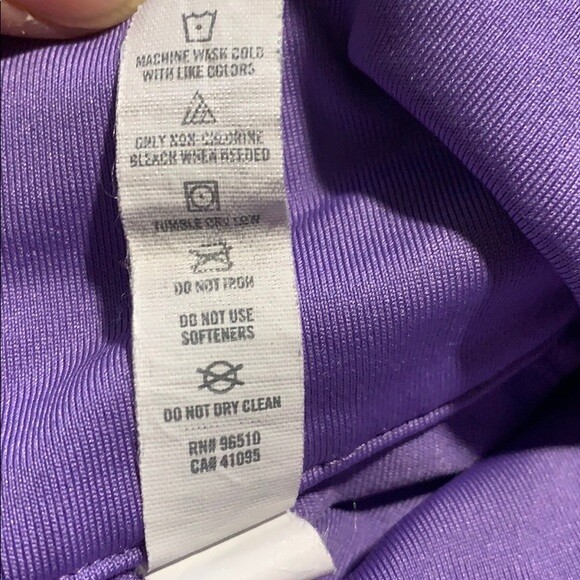 MACHINE WASH COLD
WITH LIKE COLORS
ONLY NON-CHLORINE
BLEACH WHEN NEEDED
TUMBLE DRY LOW
DO NOT IRON
DO NOT USE
SOFTENERS
DO NOT DRY CLEAN
RN# 96510
CA# 41095